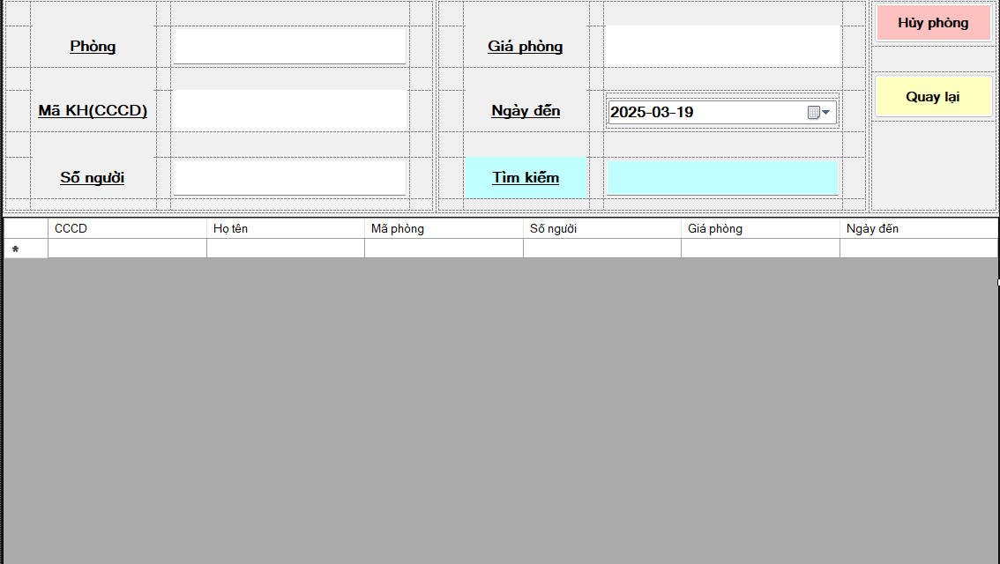 Phòng
Giá phòng
Hủy phòng
Mã KH(CCCD)
Ngày đến
2025-03-19
Quay lại
Số người
Tìm kiếm
CCCD
Họ tên
Mã phòng
Số người
Giá phòng
Ngày đến
*